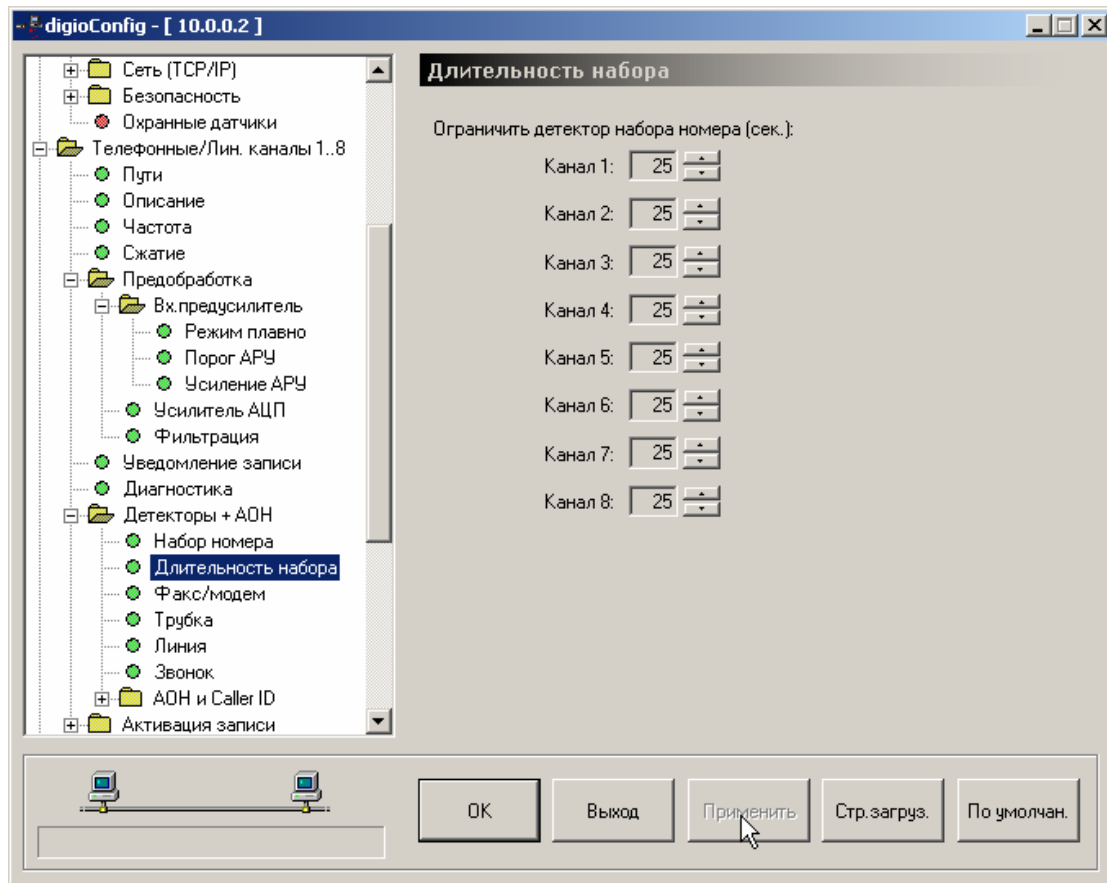 digioConfig - [ 10.0.0.2 ]
Сеть (TCP/IP)
Безопасность
Охранные датчики
Телефонные/Лин. каналы 1..8
Пути
Описание
Частота
Сжатие
Предобработка
Вх.предусилитель
Режим плавно
Порог АРУ
Усиление АРУ
Усилитель АЦП
Фильтрация
Уведомление записи
Диагностика
Детекторы + АОН
Набор номера
Длительность набора
Факс/модем
Трубка
Линия
Звонок
АОН и Caller ID
Активация записи
Длительность набора
Ограничить детектор набора номера (сек.):
Канал 1: 25
Канал 2: 25
Канал 3: 25
Канал 4: 25
Канал 5: 25
Канал 6: 25
Канал 7: 25
Канал 8: 25
ОК
Выход
Применить
Стр.загруз.
По умолчан.